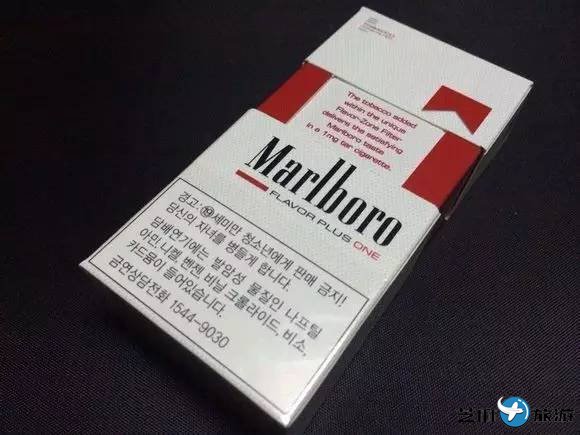 The tobacco added
within the unique
Flavor-Zone Filter
delivers the satisfying
Marlboro taste
in a 1mg tar cigarette.
Marlboro
FLAVOR PLUS ONE
경고: ⑲세미만 청소년에게 판매 금지!
당신의 자녀를 병들게 합니다.
담배연기에는 발암성 물질인 나프틸
아민, 니켈, 벤젠, 비닐 크롤라이드, 비소,
카드뮴이 들어있습니다.
금연상담전화 1544-9030
旅游